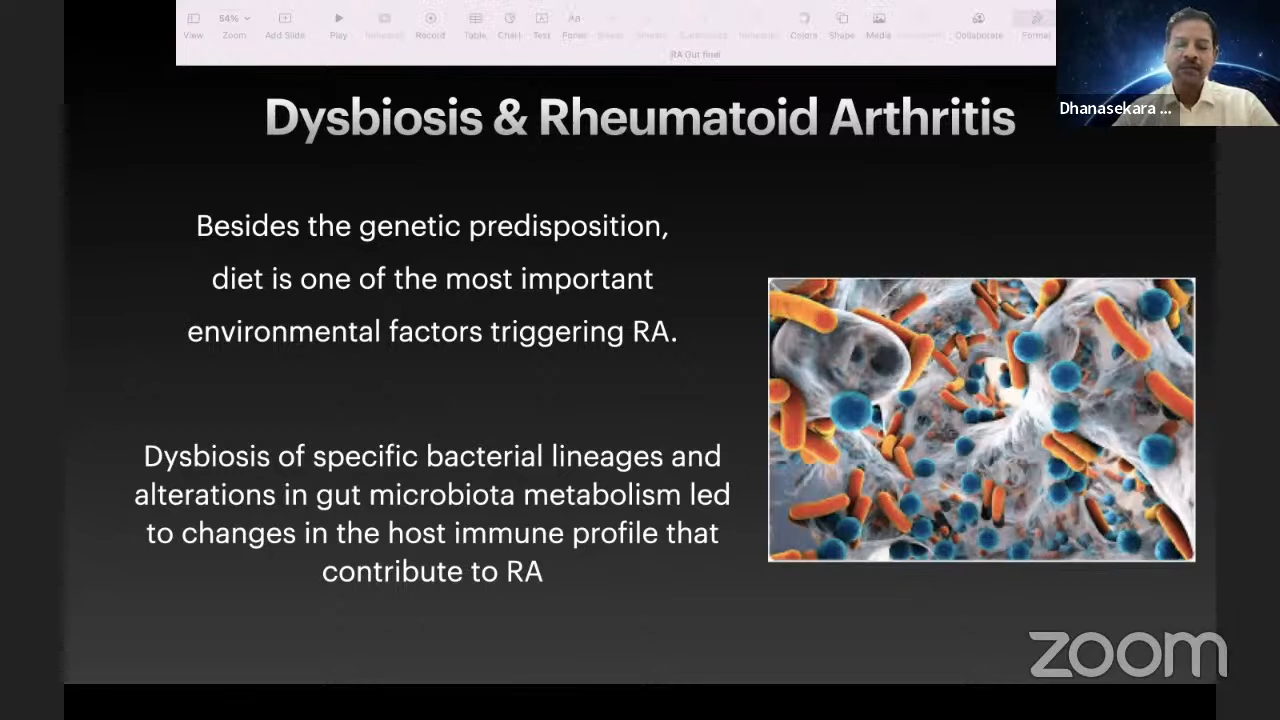 View
54%
Zoom
Add Slide
Play
Rehearse
Record
Table
Chart
Text
Colors
Shape
Media
Collaborate
Format
RA Gut final
Dhanasekara ...
Dysbiosis & Rheumatoid Arthritis
Besides the genetic predisposition,
diet is one of the most important
environmental factors triggering RA.
Dysbiosis of specific bacterial lineages and
alterations in gut microbiota metabolism led
to changes in the host immune profile that
contribute to RA
zoom